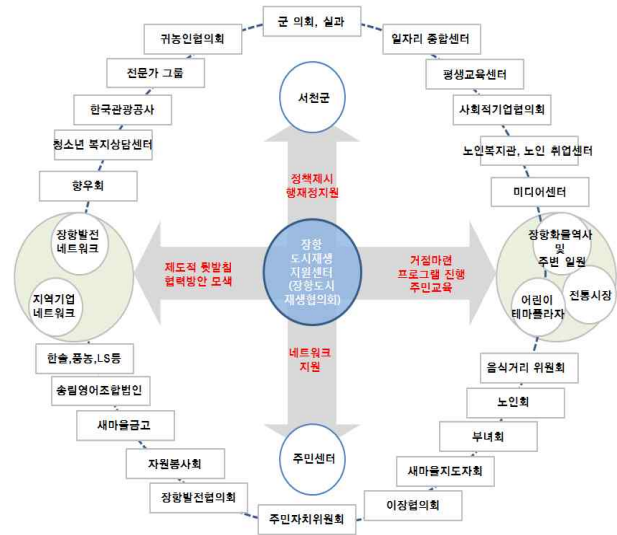 군 의회, 실과
귀농인협의회
일자리 종합센터
전문가 그룹
평생교육센터
서천군
한국관광공사
사회적기업협의회
청소년 복지상담센터
노인복지관, 노인 취업센터
향우회
정책제시
행재정지원
미디어센터
장항발전
네트워크
지역기업
네트워크
제도적 뒷받침
협력방안 모색
장항
도시재생
지원센터
(장항도시
재생협의회)
거점마련
프로그램 진행
주민교육
장항화물역사
및
주변 일원
어린이
테마플라자
전통시장
네트워크
지원
한솔,풍농,LS등
음식거리 위원회
송림영어조합법인
노인회
새마을금고
부녀회
자원봉사회
주민센터
새마을지도자회
장항발전협의회
이장협의회
주민자치위원회